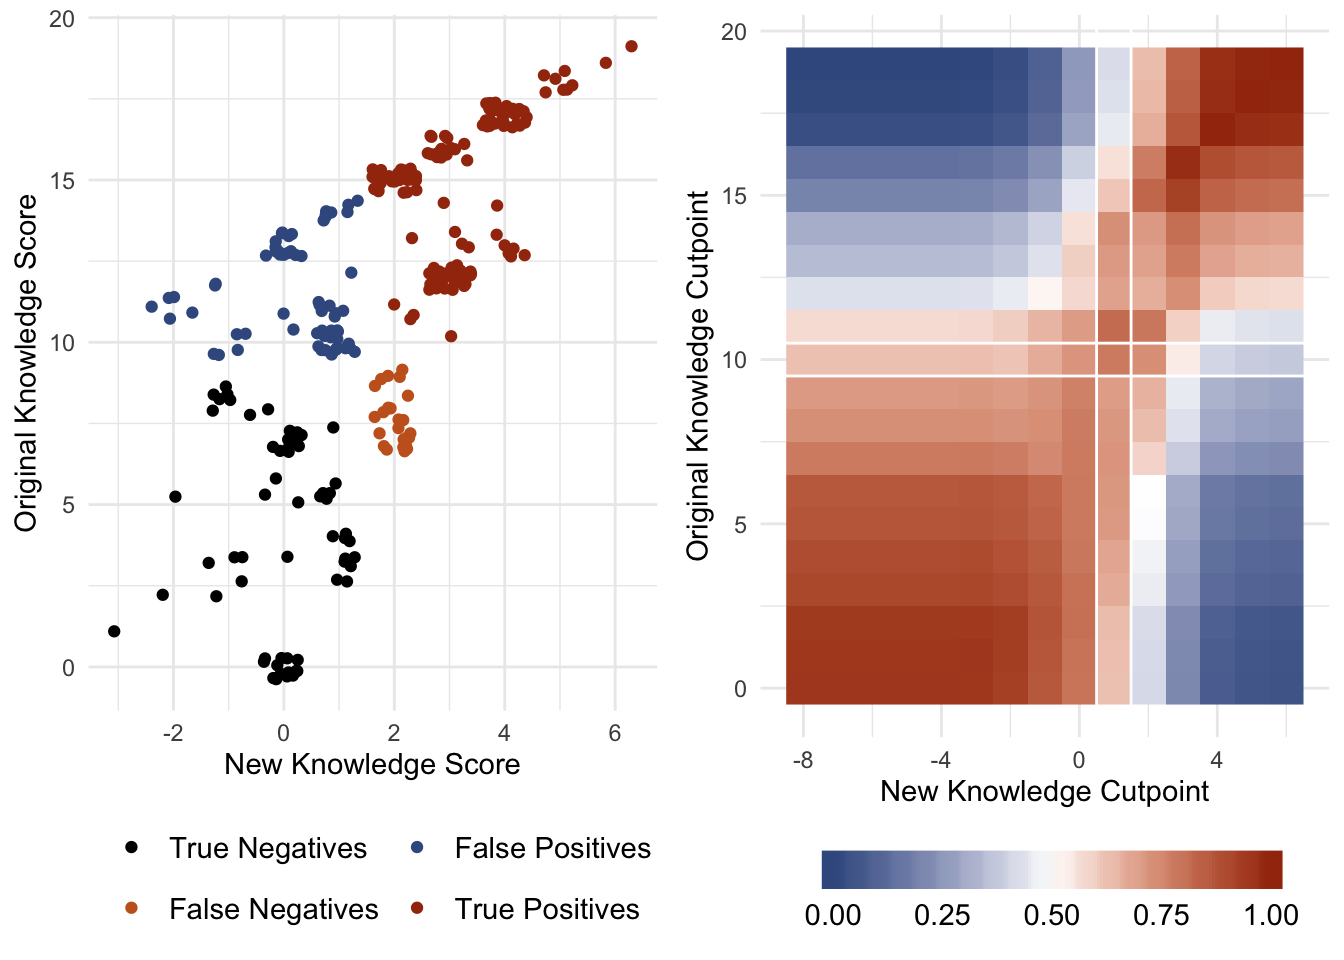 Original Knowledge Score
20
15
10
5
0
-2 0 2 4 6
New Knowledge Score
True Negatives
False Positives
False Negatives
True Positives
Original Knowledge Cutpoint
20
15
10
5
0
-8 -4 0 4
New Knowledge Cutpoint
0.00 0.25 0.50 0.75 1.00